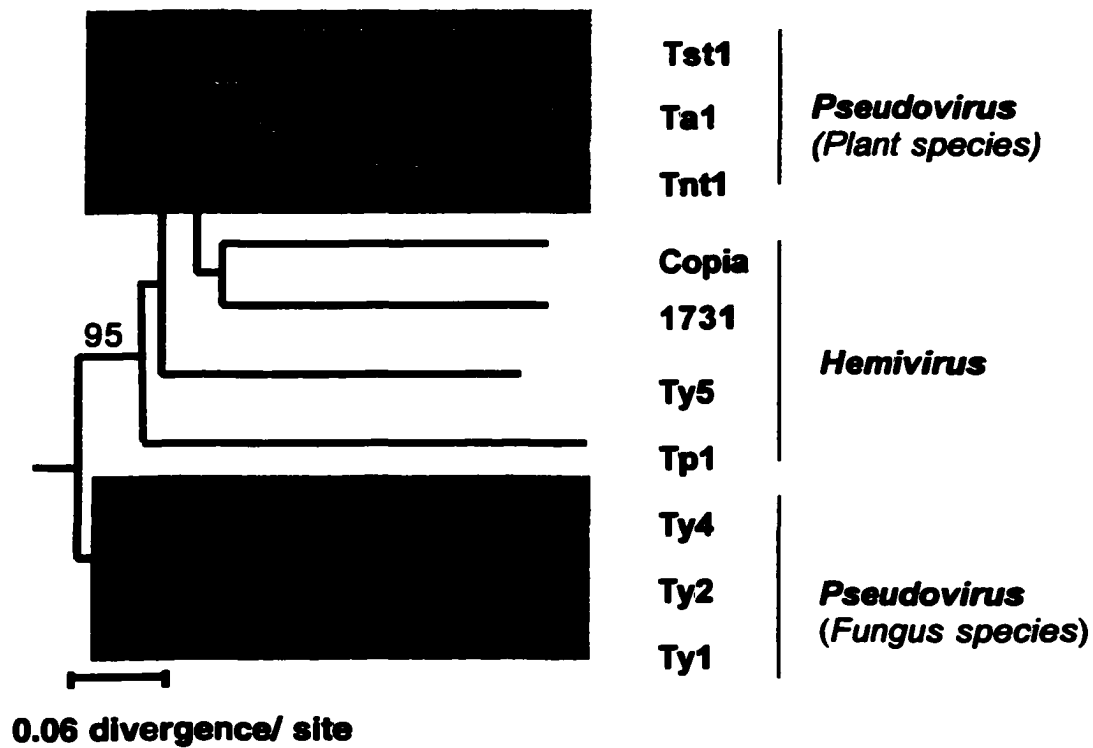 Tst1
Ta1
Tnt1
Pseudovirus
(Plant species)
Copia
1731
Ty5
Tp1
Hemivirus
95
Ty4
Ty2
Ty1
Pseudovirus
(Fungus species)
0.06 divergence/ site